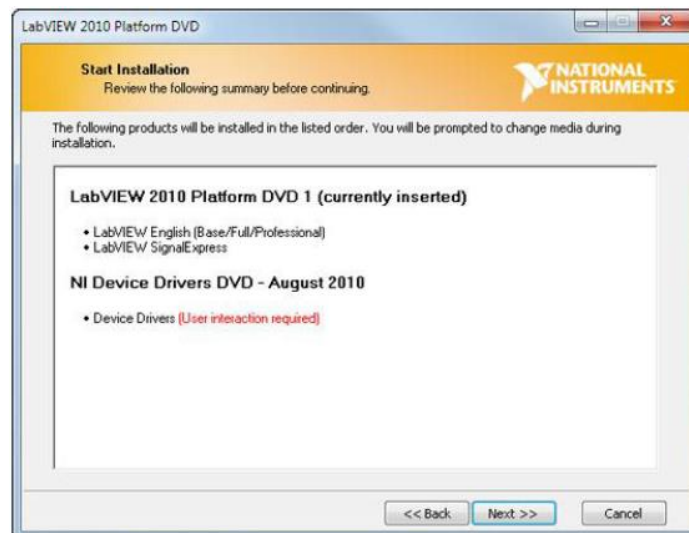 LabVIEW 2010 Platform DVD
Start Installation
Review the following summary before continuing.
NATIONAL
INSTRUMENTS
The following products will be installed in the listed order. You will be prompted to change media during
installation.
LabVIEW 2010 Platform DVD 1 (currently inserted)
• LabVIEW English (Base/Full/Professional)
• LabVIEW SignalExpress
NI Device Drivers DVD - August 2010
• Device Drivers (User interaction required)
<< Back Next >> Cancel